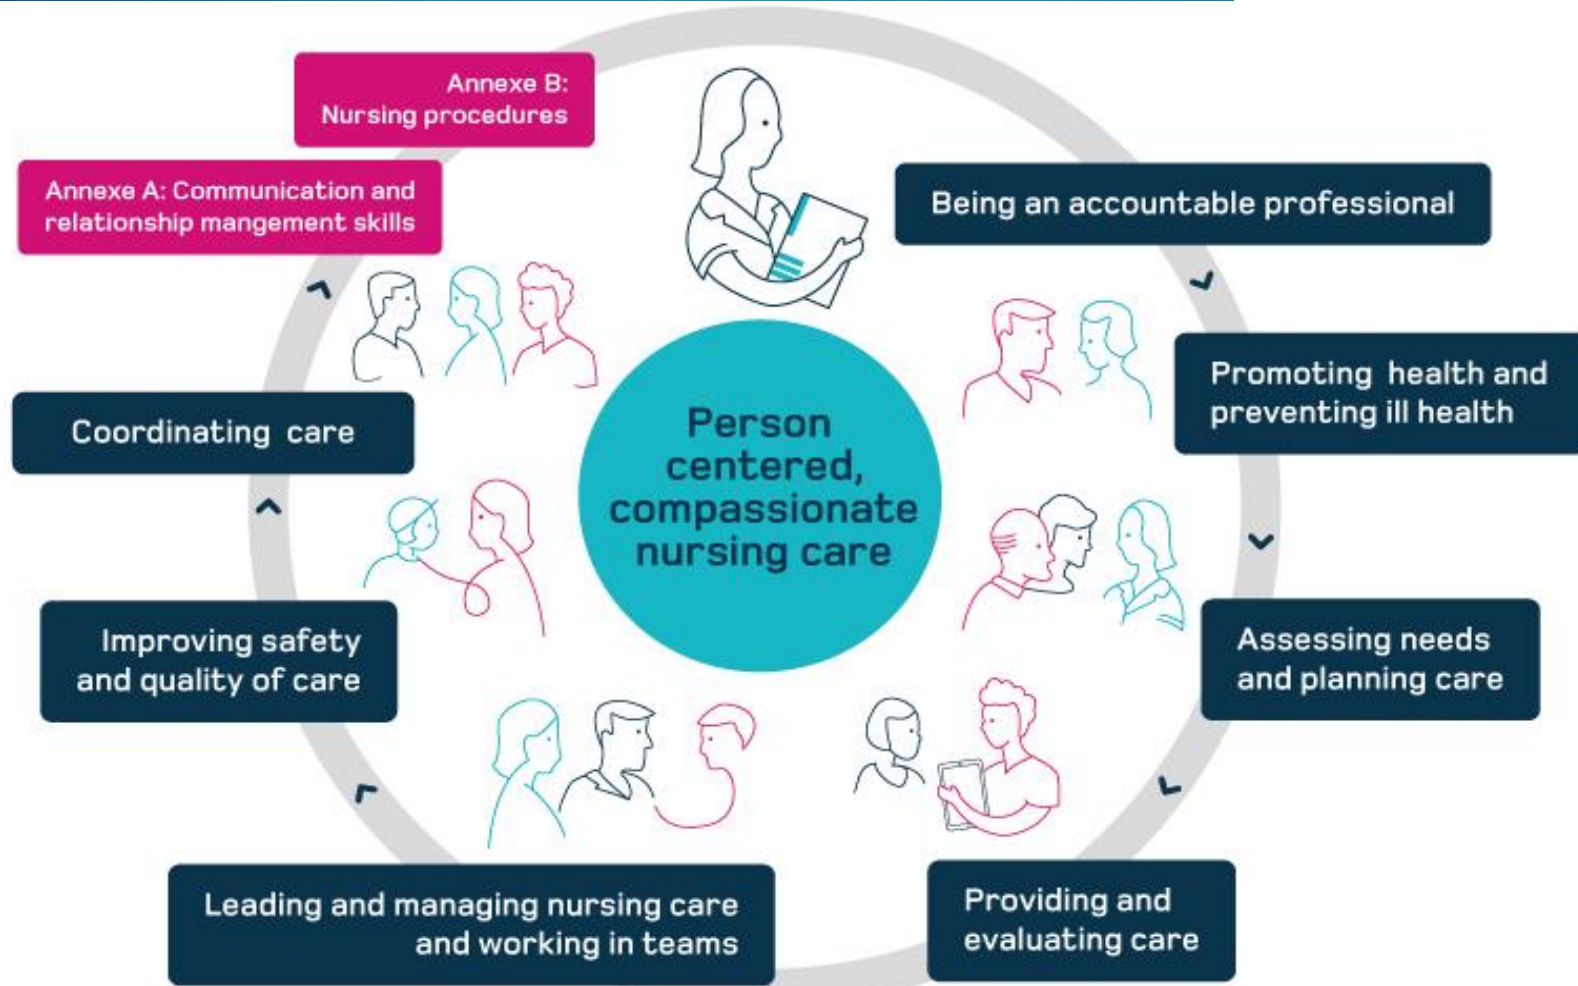 Annexe B:
Nursing procedures
Annexe A: Communication and
relationship mangement skills
Being an accountable professional
Promoting health and
preventing ill health
Coordinating care
Person
centered,
compassionate
nursing care
Improving safety
and quality of care
Assessing needs
and planning care
Leading and managing nursing care
and working in teams
Providing and
evaluating care